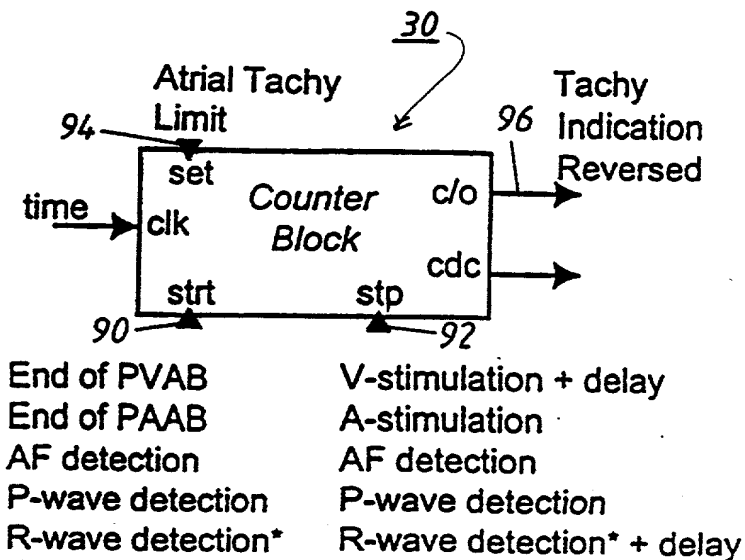 30
Atrial Tachy
Limit
94
set
Counter
Block
c/o
96
Tachy
Indication
Reversed
time
clk
cdc
strt
stp
90
92
End of PVAB
End of PAAB
AF detection
P-wave detection
R-wave detection*
V-stimulation + delay
A-stimulation
AF detection
P-wave detection
R-wave detection* + delay